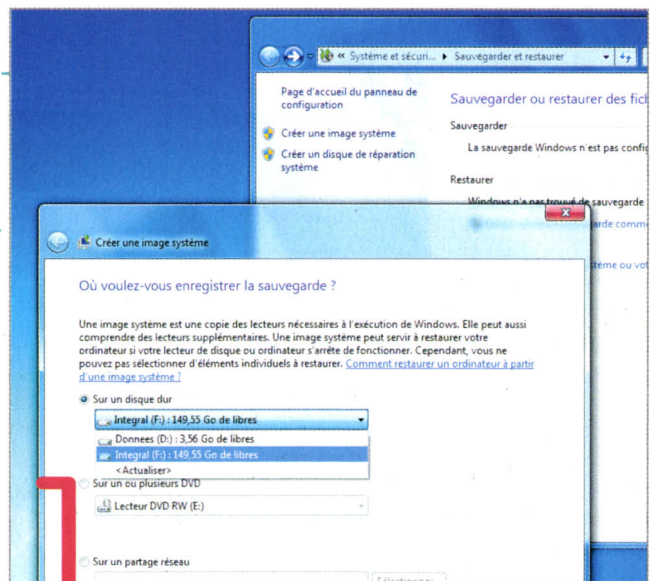 « Système et sécuri... ▸ Sauvegarder et restaurer
Page d'accueil du panneau de
configuration
Créer une image système
Créer un disque de réparation
système
Sauvegarder ou restaurer des fich
Sauvegarder
La sauvegarde Windows n'est pas config
Restaurer
Windows n'a pas trouvé de sauvegarde
arde comm
stème ou vot
Créer une image système
Où voulez-vous enregistrer la sauvegarde ?
Une image système est une copie des lecteurs nécessaires à l'exécution de Windows. Elle peut aussi
comprendre des lecteurs supplémentaires. Une image système peut servir à restaurer votre
ordinateur si votre lecteur de disque ou ordinateur s'arrête de fonctionner. Cependant, vous ne
pouvez pas sélectionner d'éléments individuels à restaurer. Comment restaurer un ordinateur à partir
d'une image système ?
Sur un disque dur
Integral (F:) : 149,55 Go de libres
Donnees (D:) : 3,56 Go de libres
Integral (F:) : 149,55 Go de libres
<Actualiser>
Sur un ou plusieurs DVD
Lecteur DVD RW (E:)
Sur un partage réseau